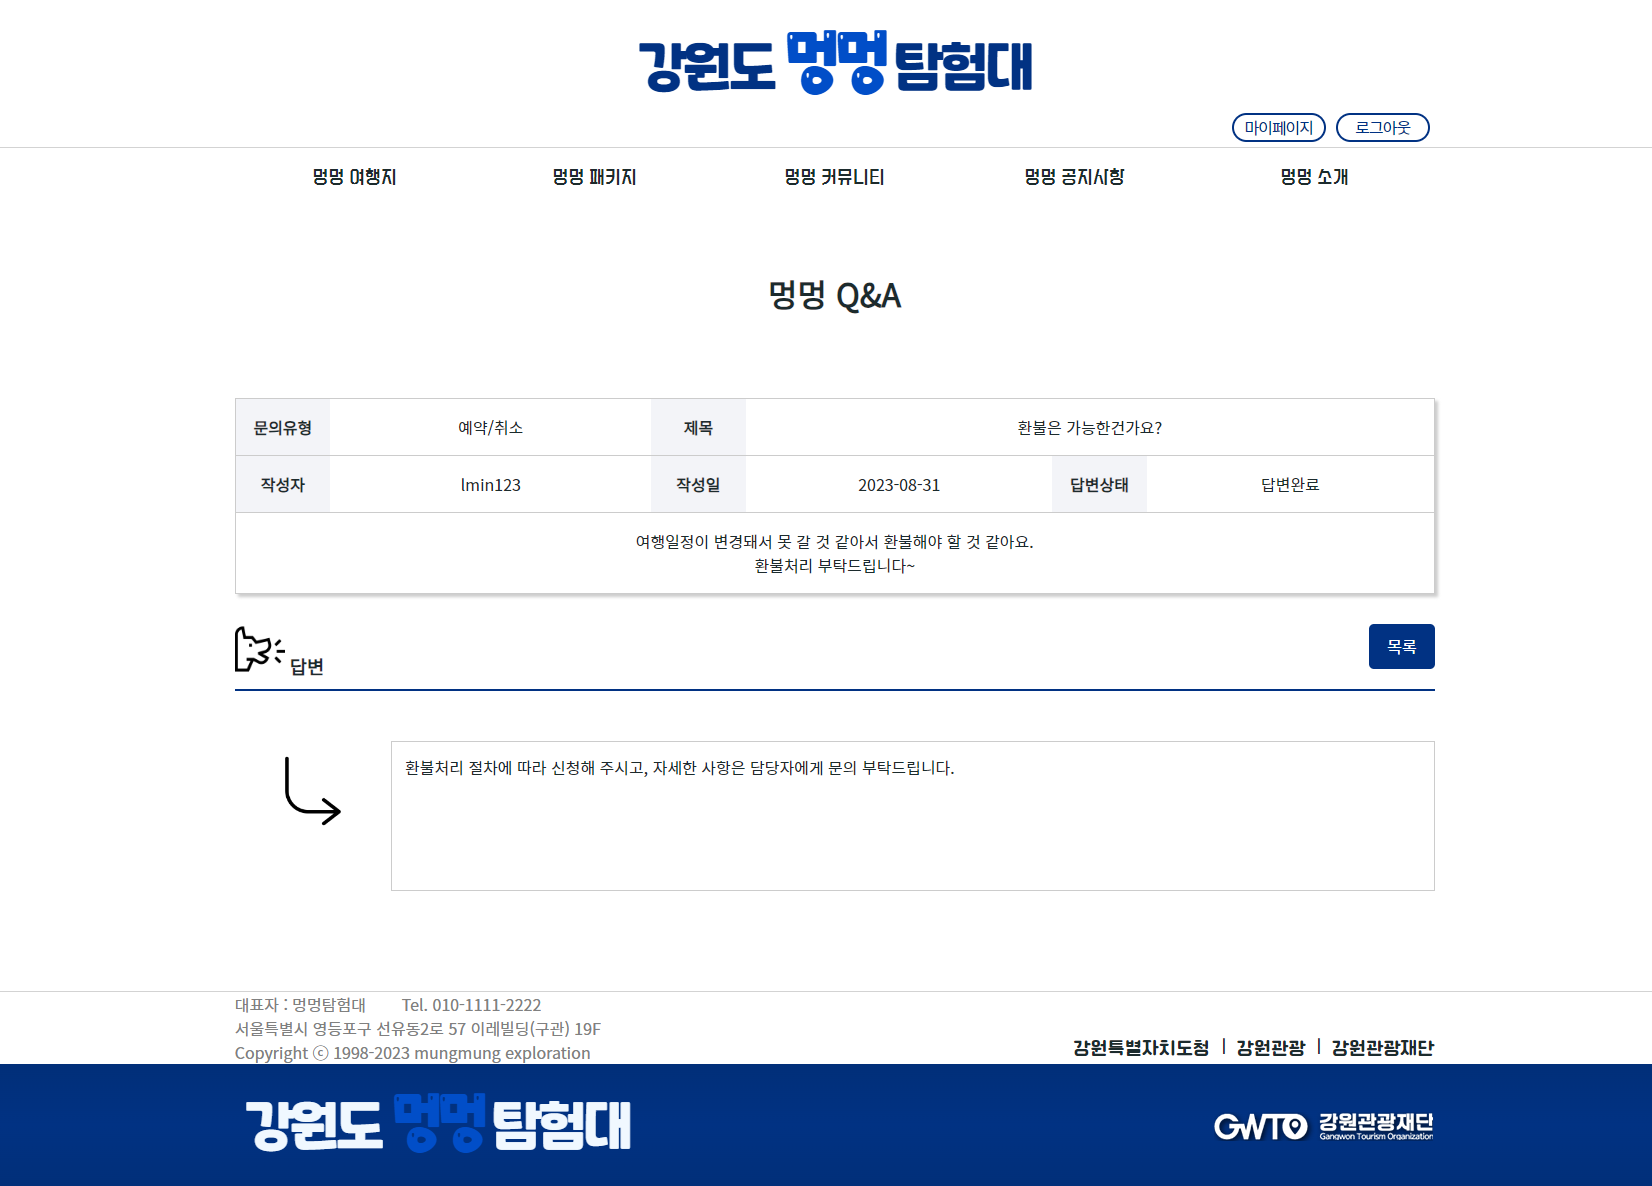 강원도 멍멍 탐험대
마이페이지 로그아웃
멍멍 여행지 멍멍 패키지 멍멍 커뮤니티 멍멍 공지사항 멍멍 소개
멍멍 Q&A
문의유형 예약/취소 제목 환불은 가능한건가요?
작성자 lmin123 작성일 2023-08-31 답변상태 답변완료
여행일정이 변경돼서 못 갈 것 같아서 환불해야 할 것 같아요.
환불처리 부탁드립니다~
답변 목록
환불처리 절차에 따라 신청해 주시고, 자세한 사항은 담당자에게 문의 부탁드립니다.
대표자 : 멍멍탐험대 Tel. 010-1111-2222
서울특별시 영등포구 선유동2로 57 이레빌딩(구관) 19F
Copyright ⓒ 1998-2023 mungmung exploration
강원특별자치도청 | 강원관광 | 강원관광재단
강원도 멍멍 탐험대
GWTO 강원관광재단
Gangwon Tourism Organization